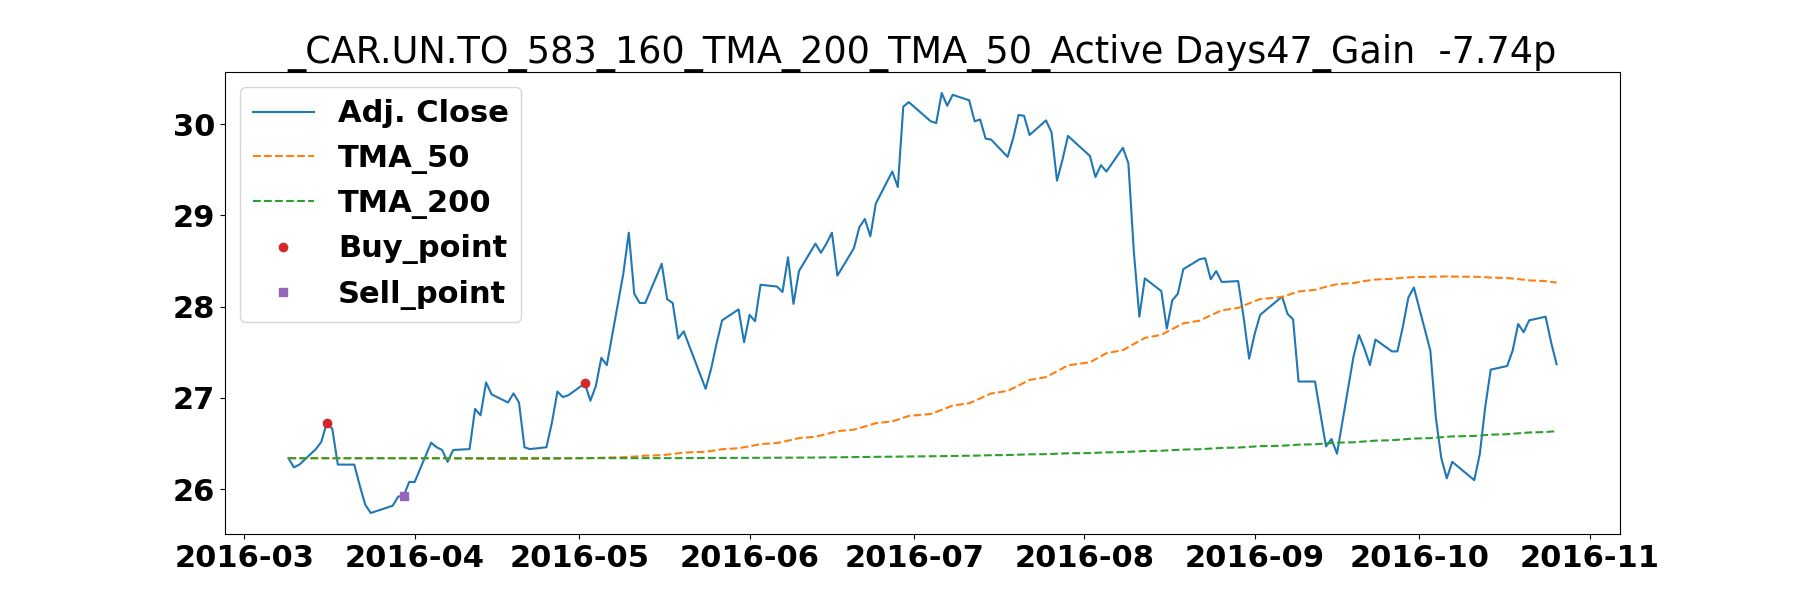 _CAR.UN.TO_583_160_TMA_200_TMA_50_Active Days47_Gain  -7.74p
Adj. Close
TMA_50
TMA_200
Buy_point
Sell_point
30
29
28
27
26
2016-03 2016-04 2016-05 2016-06 2016-07 2016-08 2016-09 2016-10 2016-11